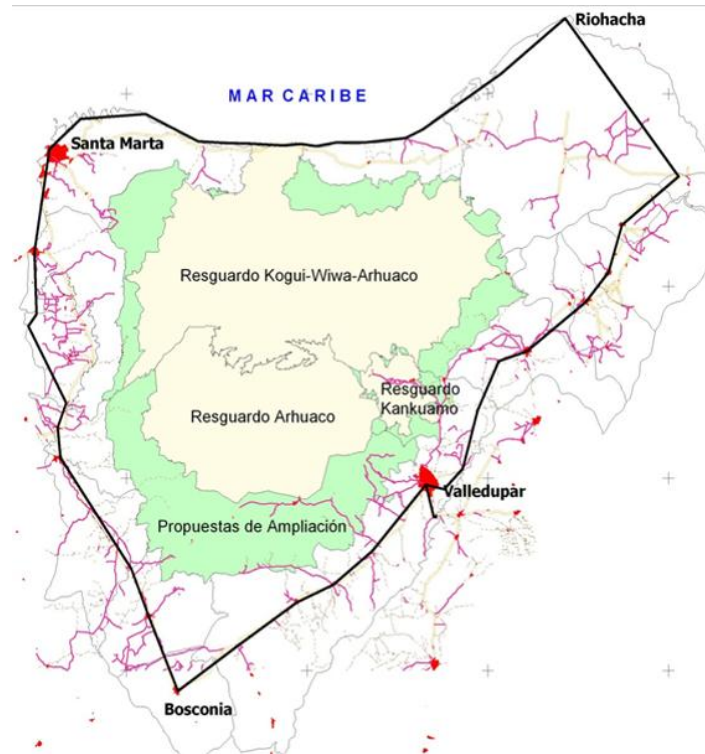 Riohacha
MAR CARIBE
Santa Marta
Resguardo Kogui-Wiwa-Arhuaco
Resguardo
Kankuamo
Resguardo Arhuaco
Valledupar
Propuestas de Ampliación
Bosconia